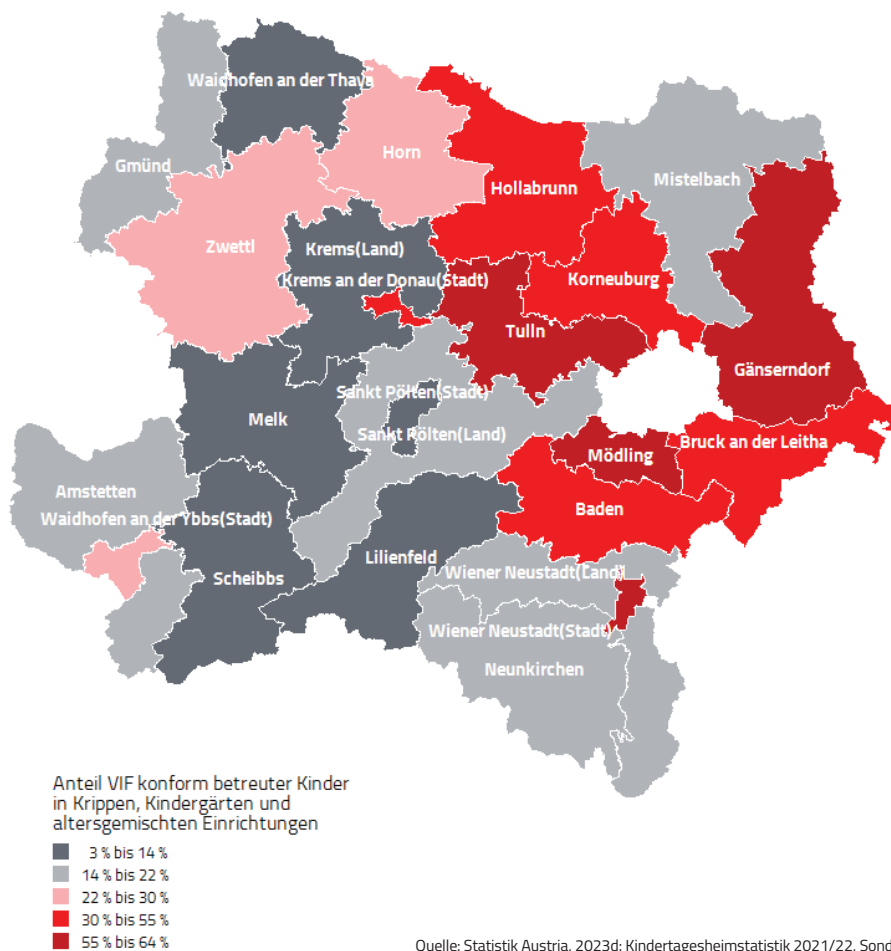 Waidhofen an der Thaya
Gmünd
Horn
Hollabrunn
Mistelbach
Zwettl
Krems(Land)
Krems an der Donau(Stadt)
Korneuburg
Tulln
Gänserndorf
Sankt Pölten(Stadt)
Melk
Sankt Pölten(Land)
Mödling
Bruck an der Leitha
Amstetten
Baden
Waidhofen an der Ybbs(Stadt)
Lilienfeld
Scheibbs
Wiener Neustadt(Land)
Wiener Neustadt(Stadt)
Neunkirchen
Anteil VIF konform betreuter Kinder
in Krippen, Kindergärten und
altersgemischten Einrichtungen
3 % bis 14 %
14 % bis 22 %
22 % bis 30 %
30 % bis 55 %
55 % bis 64 %
Quelle: Statistik Austria, 2023d: Kindertagesheimstatistik 2021/22, Sond